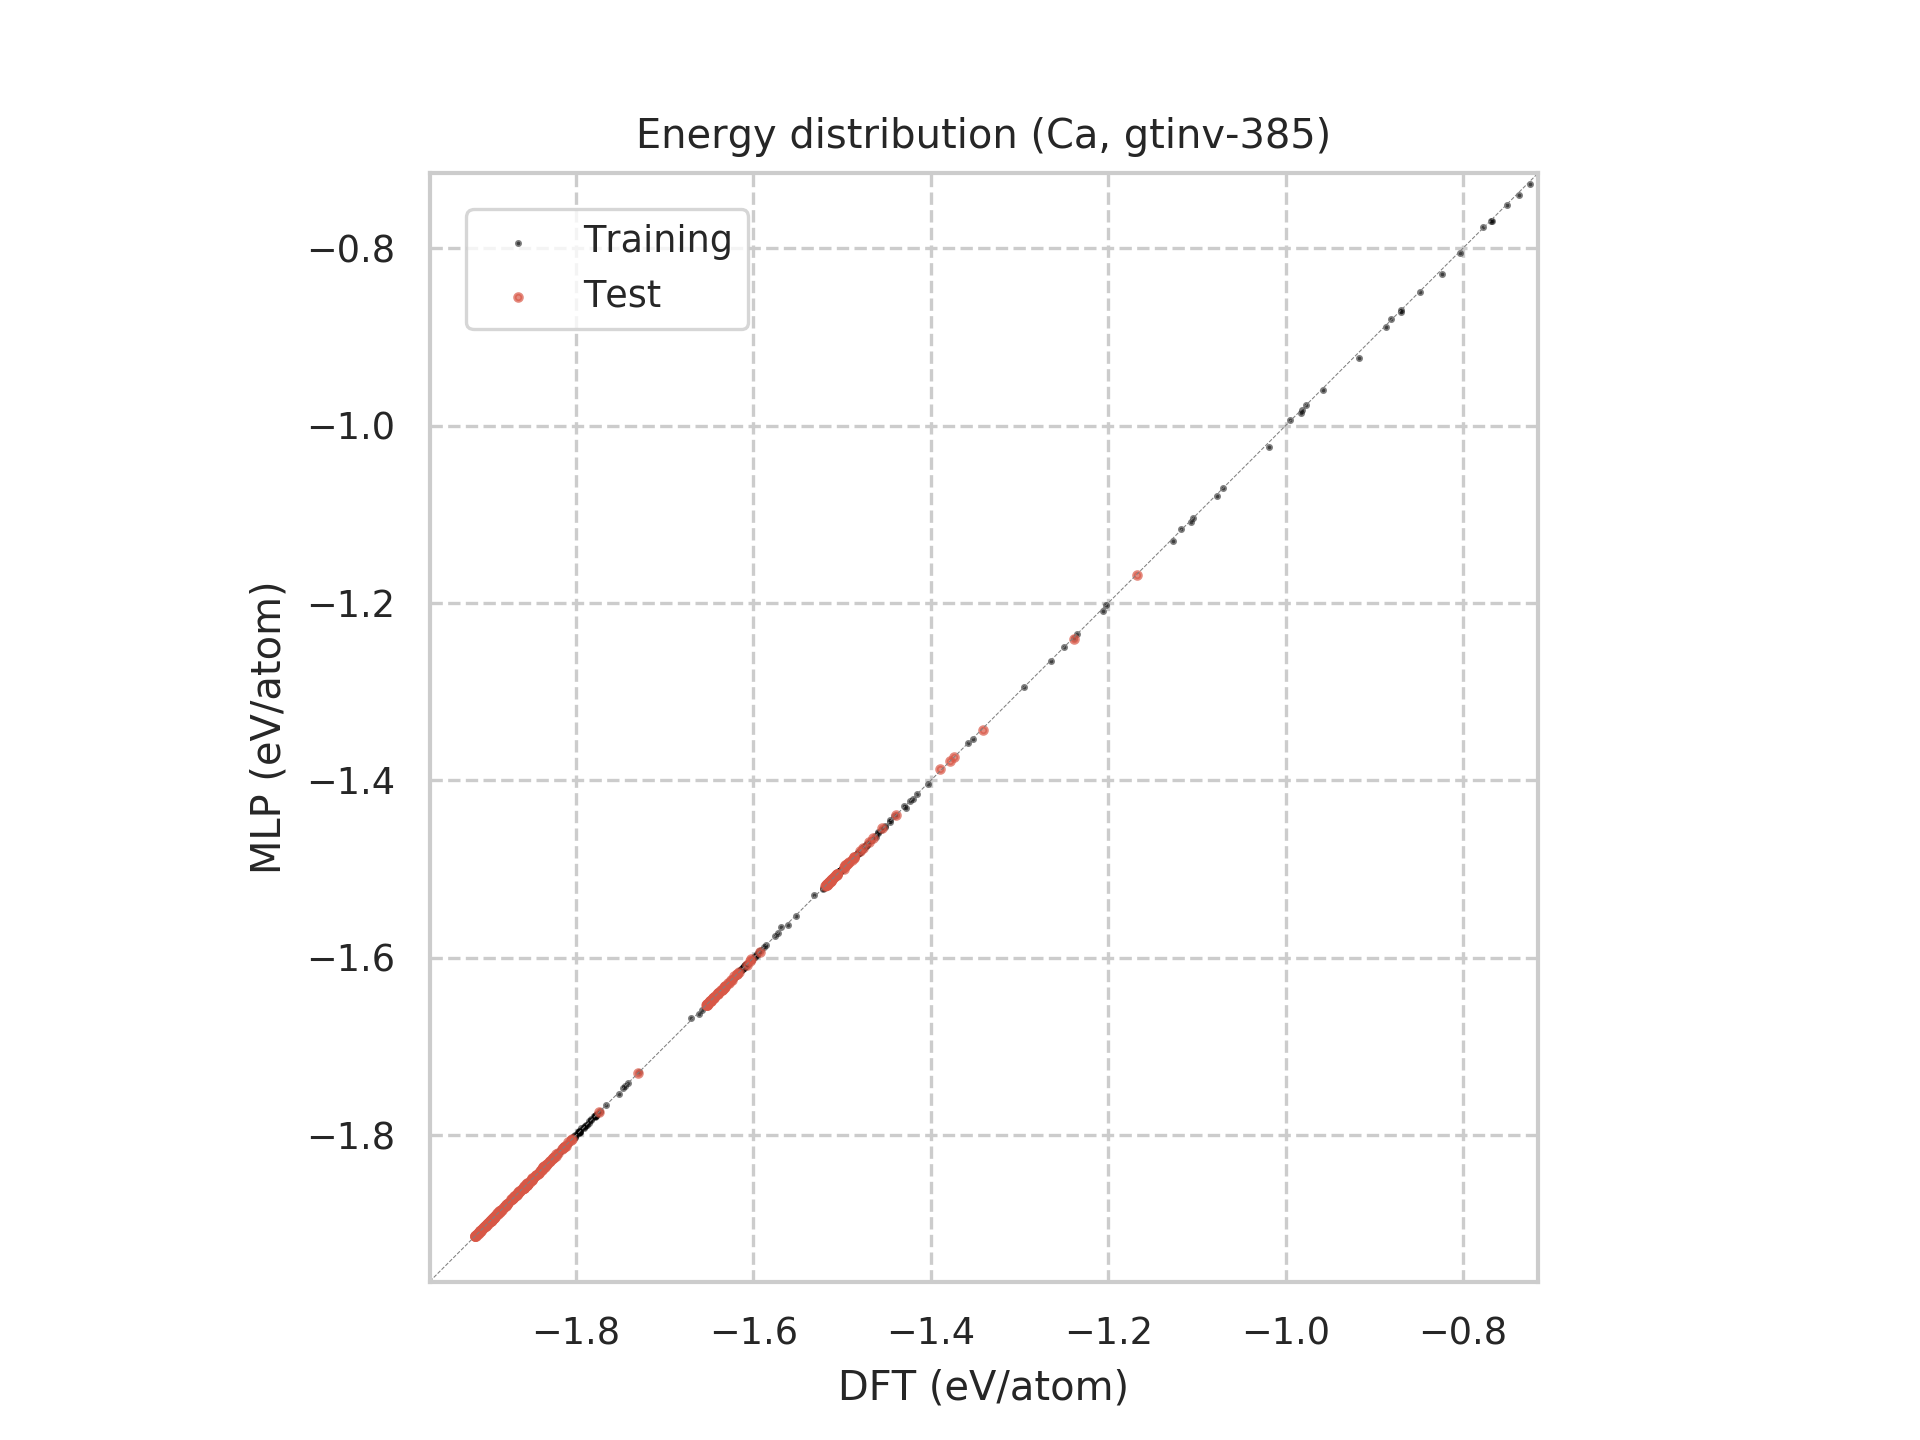 Energy distribution (Ca, gtinv-385)
Training
Test
−0.8
−1.0
−1.2
−1.4
−1.6
−1.8
MLP (eV/atom)
−1.8 −1.6 −1.4 −1.2 −1.0 −0.8
DFT (eV/atom)